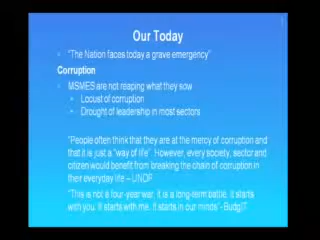 Our Today
"The Nation faces today a grave emergency"
Corruption
MSMES are not reaping what they sow
Locust of corruption
Drought of leadership in most sectors
"People often think that they are at the mercy of corruption and
that it is just a "way of life". However, every society, sector and
citizen would benefit from breaking the chain of corruption in
their everyday life – UNDP
"This is not a four-year war, it is a long-term battle. It starts
with you. It starts with me. It starts in our minds"- BudgIT